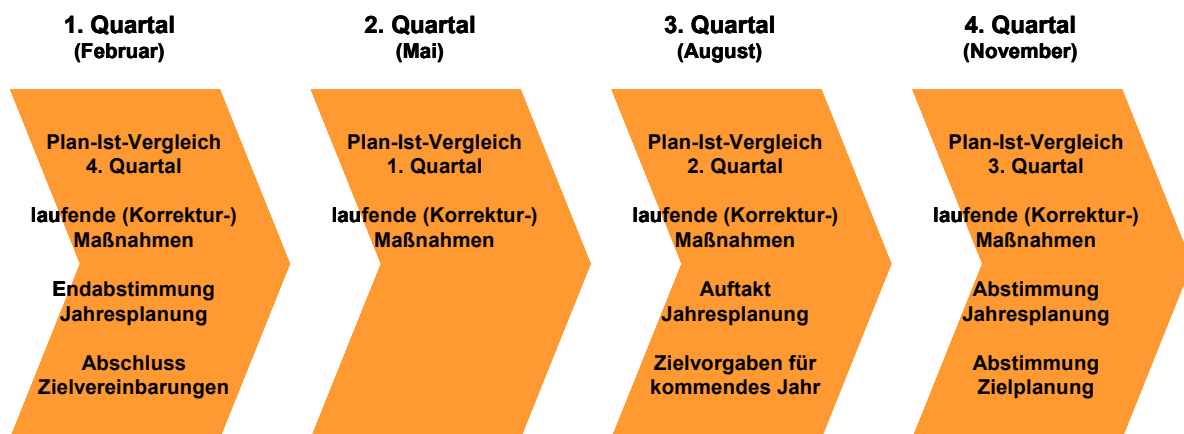 1. Quartal
(Februar)
2. Quartal
(Mai)
3. Quartal
(August)
4. Quartal
(November)
Plan-Ist-Vergleich
4. Quartal
laufende (Korrektur-)
Maßnahmen
Endabstimmung
Jahresplanung
Abschluss
Zielvereinbarungen
Plan-Ist-Vergleich
1. Quartal
laufende (Korrektur-)
Maßnahmen
Plan-Ist-Vergleich
2. Quartal
laufende (Korrektur-)
Maßnahmen
Auftakt
Jahresplanung
Zielvorgaben für
kommendes Jahr
Plan-Ist-Vergleich
3. Quartal
laufende (Korrektur-)
Maßnahmen
Abstimmung
Jahresplanung
Abstimmung
Zielplanung